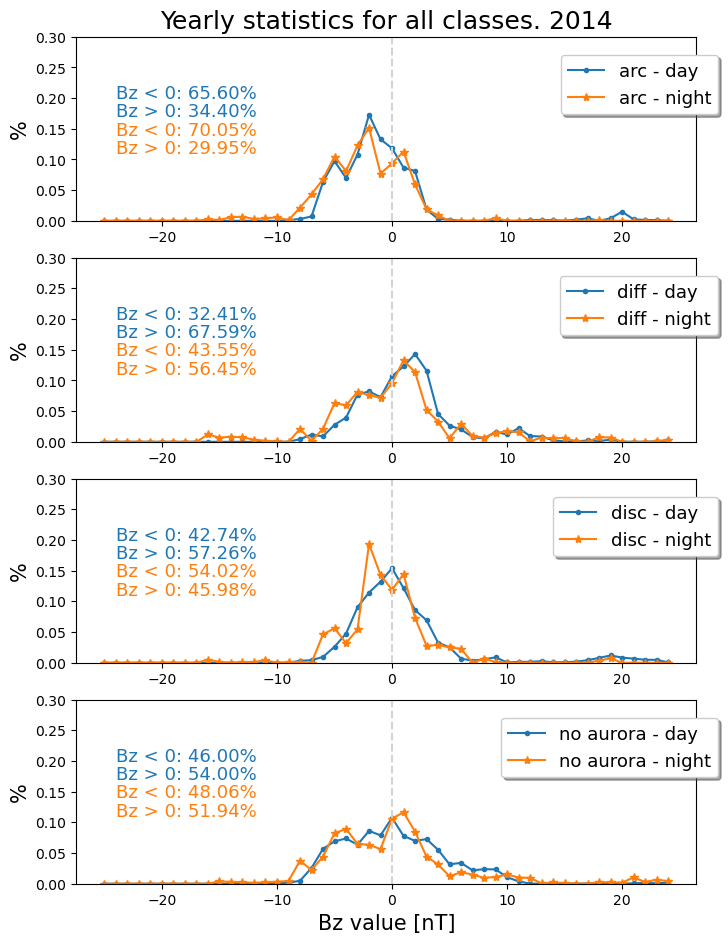 Yearly statistics for all classes. 2014
0.30
0.25
0.20
0.15
0.10
0.05
0.00
%
Bz < 0: 65.60%
Bz > 0: 34.40%
Bz < 0: 70.05%
Bz > 0: 29.95%
arc - day
arc - night
−20 −10 0 10 20
0.30
0.25
0.20
0.15
0.10
0.05
0.00
%
Bz < 0: 32.41%
Bz > 0: 67.59%
Bz < 0: 43.55%
Bz > 0: 56.45%
diff - day
diff - night
−20 −10 0 10 20
0.30
0.25
0.20
0.15
0.10
0.05
0.00
%
Bz < 0: 42.74%
Bz > 0: 57.26%
Bz < 0: 54.02%
Bz > 0: 45.98%
disc - day
disc - night
−20 −10 0 10 20
0.30
0.25
0.20
0.15
0.10
0.05
0.00
%
Bz < 0: 46.00%
Bz > 0: 54.00%
Bz < 0: 48.06%
Bz > 0: 51.94%
no aurora - day
no aurora - night
−20 −10 0 10 20
Bz value [nT]